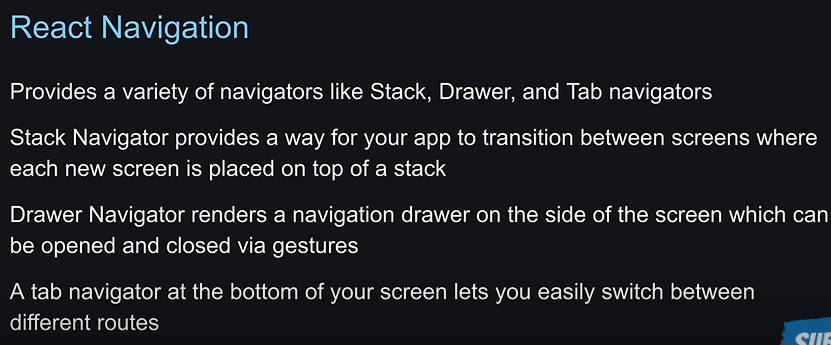 React Navigation
Provides a variety of navigators like Stack, Drawer, and Tab navigators
Stack Navigator provides a way for your app to transition between screens where
each new screen is placed on top of a stack
Drawer Navigator renders a navigation drawer on the side of the screen which can
be opened and closed via gestures
A tab navigator at the bottom of your screen lets you easily switch between
different routes